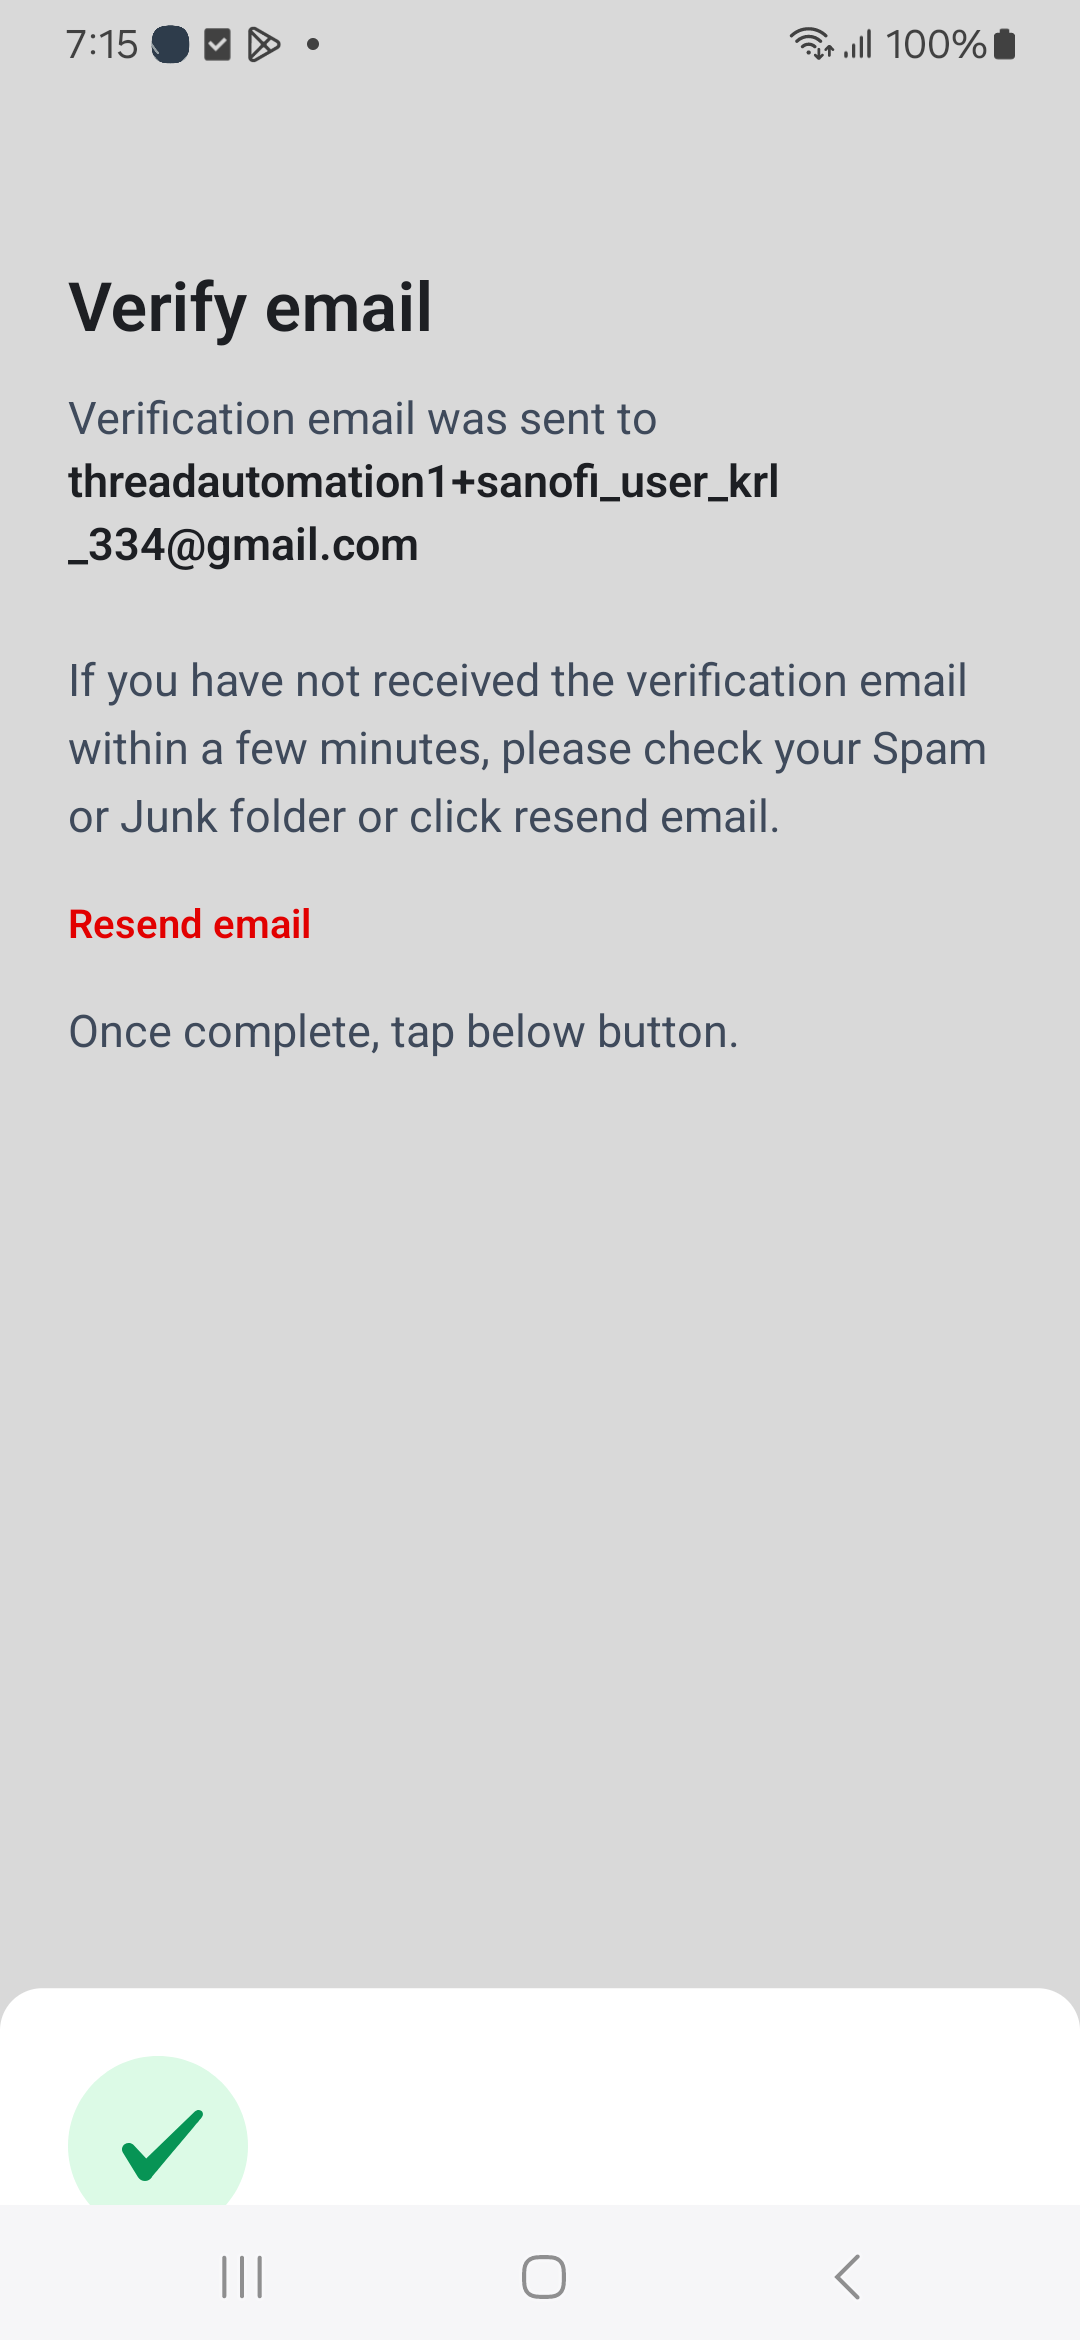 7:15
100%
Verify email
Verification email was sent to
threadautomation1+sanofi_user_krl
_334@gmail.com
If you have not received the verification email
within a few minutes, please check your Spam
or Junk folder or click resend email.
Resend email
Once complete, tap below button.